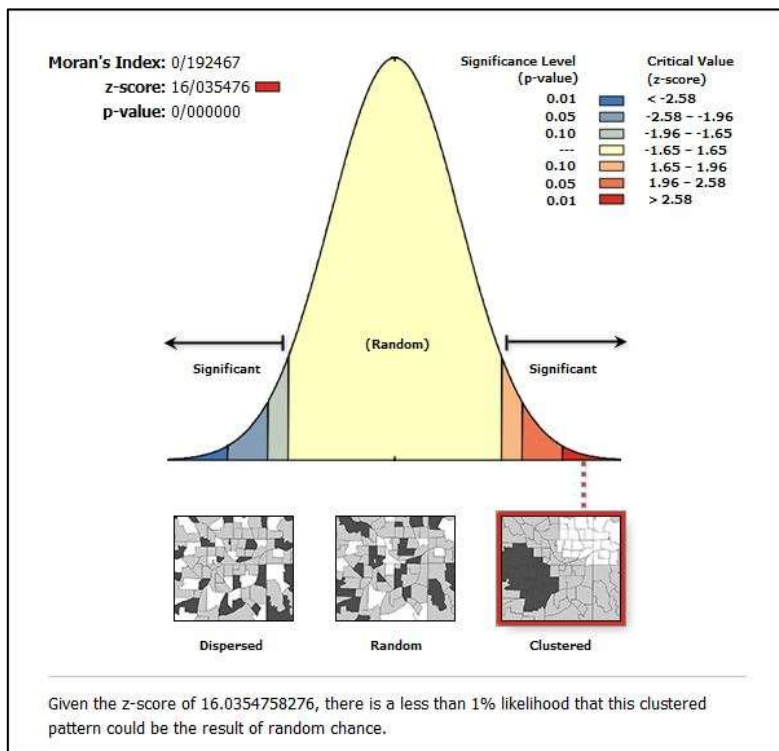 Moran's Index: 0/192467
z-score: 16/035476
p-value: 0/000000
Significance Level
(p-value)
Critical Value
(z-score)
0.01 < -2.58
0.05 -2.58 – -1.96
0.10 -1.96 – -1.65
--- -1.65 – 1.65
0.10 1.65 – 1.96
0.05 1.96 – 2.58
0.01 > 2.58
(Random)
Significant
Significant
Dispersed
Random
Clustered
Given the z-score of 16.0354758276, there is a less than 1% likelihood that this clustered
pattern could be the result of random chance.